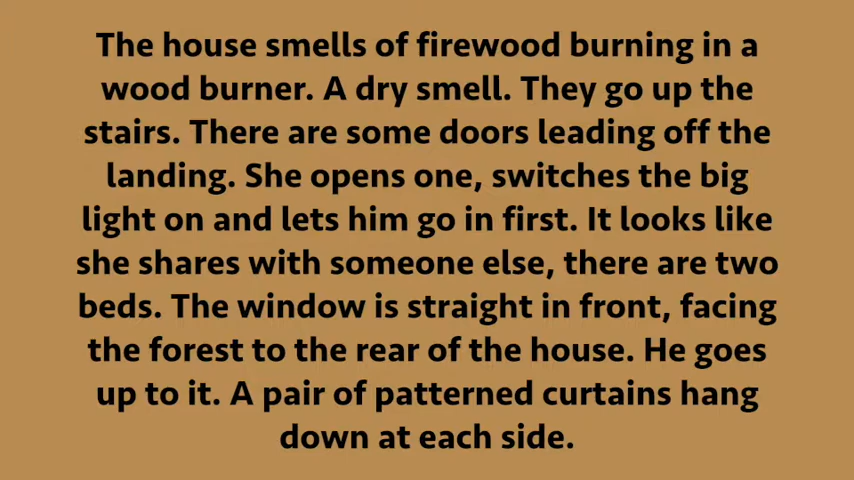 The house smells of firewood burning in a
wood burner. A dry smell. They go up the
stairs. There are some doors leading off the
landing. She opens one, switches the big
light on and lets him go in first. It looks like
she shares with someone else, there are two
beds. The window is straight in front, facing
the forest to the rear of the house. He goes
up to it. A pair of patterned curtains hang
down at each side.